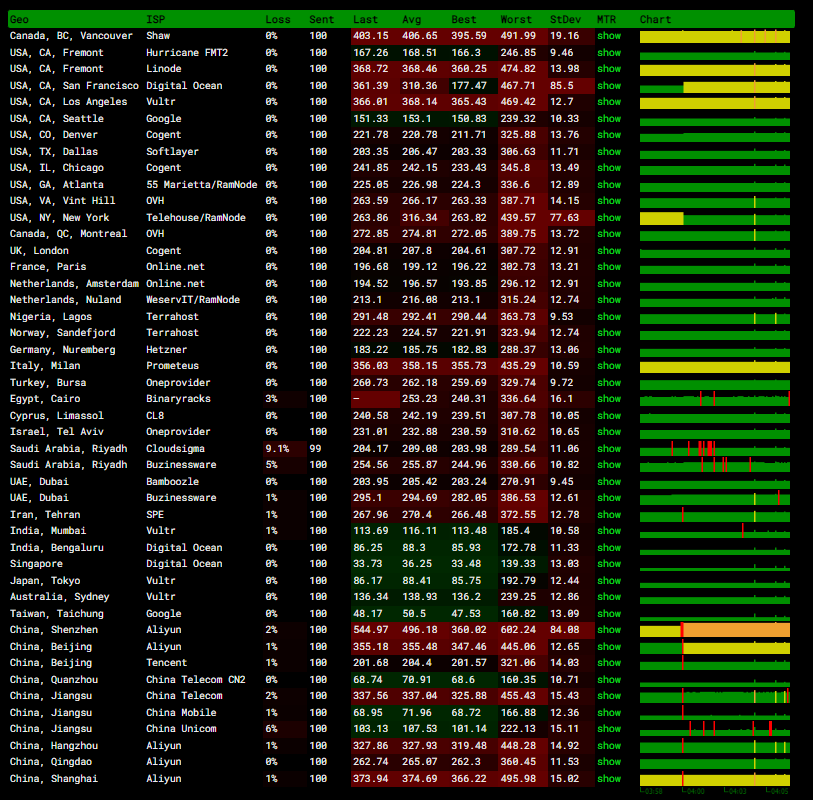 Geo ISP Loss Sent Last Avg Best Worst StDev MTR Chart
Canada, BC, Vancouver Shaw 0% 100 403.15 406.65 395.59 491.99 19.16 show
USA, CA, Fremont Hurricane FMT2 0% 100 167.26 168.51 166.3 246.85 9.46 show
USA, CA, Fremont Linode 0% 100 368.72 368.46 360.25 474.82 13.98 show
USA, CA, San Francisco Digital Ocean 0% 100 361.39 310.36 177.47 467.71 85.5 show
USA, CA, Los Angeles Vultr 0% 100 366.01 368.14 365.43 469.42 12.7 show
USA, CA, Seattle Google 0% 100 151.33 153.1 150.83 239.32 10.33 show
USA, CO, Denver Cogent 0% 100 221.78 220.78 211.71 325.88 13.76 show
USA, TX, Dallas Softlayer 0% 100 203.35 206.47 203.33 306.63 11.71 show
USA, IL, Chicago Cogent 0% 100 241.85 242.15 233.43 345.8 13.49 show
USA, GA, Atlanta 55 Marietta/RamNode 0% 100 225.05 226.98 224.3 336.6 12.89 show
USA, VA, Vint Hill OVH 0% 100 263.59 266.17 263.33 387.71 14.15 show
USA, NY, New York Telehouse/RamNode 0% 100 263.86 316.34 263.82 439.57 77.63 show
Canada, QC, Montreal OVH 0% 100 272.85 274.81 272.05 389.75 13.72 show
UK, London Cogent 0% 100 204.81 207.8 204.61 307.72 12.91 show
France, Paris Online.net 0% 100 196.68 199.12 196.22 302.73 13.21 show
Netherlands, Amsterdam Online.net 0% 100 194.52 196.57 193.85 296.12 12.91 show
Netherlands, Nuland WeservIT/RamNode 0% 100 213.1 216.08 213.1 315.24 12.74 show
Nigeria, Lagos Terrahost 0% 100 291.48 292.41 290.44 363.73 9.53 show
Norway, Sandefjord Terrahost 0% 100 222.23 224.57 221.91 323.94 12.74 show
Germany, Nuremberg Hetzner 0% 100 183.22 185.75 182.83 288.37 13.06 show
Italy, Milan Prometeus 0% 100 356.03 358.15 355.73 435.29 10.59 show
Turkey, Bursa Oneprovider 0% 100 260.73 262.18 259.69 329.74 9.72 show
Egypt, Cairo Binaryracks 3% 100 – 253.23 240.31 336.64 16.1 show
Cyprus, Limassol CL8 0% 100 240.58 242.19 239.51 307.78 10.05 show
Israel, Tel Aviv Oneprovider 0% 100 231.01 232.88 230.59 310.62 10.65 show
Saudi Arabia, Riyadh Cloudsigma 9.1% 99 204.17 209.08 203.98 289.54 11.06 show
Saudi Arabia, Riyadh Buzinessware 5% 100 254.56 255.87 244.96 330.66 10.82 show
UAE, Dubai Bamboozle 0% 100 203.95 205.42 203.24 270.91 9.45 show
UAE, Dubai Buzinessware 1% 100 295.1 294.69 282.05 386.53 12.61 show
Iran, Tehran SPE 1% 100 267.96 270.4 266.48 372.55 12.78 show
India, Mumbai Vultr 1% 100 113.69 116.11 113.48 185.4 10.58 show
India, Bengaluru Digital Ocean 0% 100 86.25 88.3 85.93 172.78 11.33 show
Singapore Digital Ocean 0% 100 33.73 36.25 33.48 139.33 13.03 show
Japan, Tokyo Vultr 0% 100 86.17 88.41 85.75 192.79 12.44 show
Australia, Sydney Vultr 0% 100 136.34 138.93 136.2 239.25 12.86 show
Taiwan, Taichung Google 0% 100 48.17 50.5 47.53 160.82 13.09 show
China, Shenzhen Aliyun 2% 100 544.97 496.18 360.02 602.24 84.08 show
China, Beijing Aliyun 1% 100 355.18 355.48 347.46 445.06 12.65 show
China, Beijing Tencent 1% 100 201.68 204.4 201.57 321.06 14.03 show
China, Quanzhou China Telecom CN2 0% 100 68.74 70.91 68.6 160.35 10.71 show
China, Jiangsu China Telecom 2% 100 337.56 337.04 325.88 455.43 15.43 show
China, Jiangsu China Mobile 1% 100 68.95 71.96 68.72 166.88 12.36 show
China, Jiangsu China Unicom 6% 100 103.13 107.53 101.14 222.13 15.11 show
China, Hangzhou Aliyun 1% 100 327.86 327.93 319.48 448.28 14.92 show
China, Qingdao Aliyun 0% 100 262.74 265.07 262.3 360.45 11.53 show
China, Shanghai Aliyun 1% 100 373.94 374.69 366.22 495.98 15.02 show